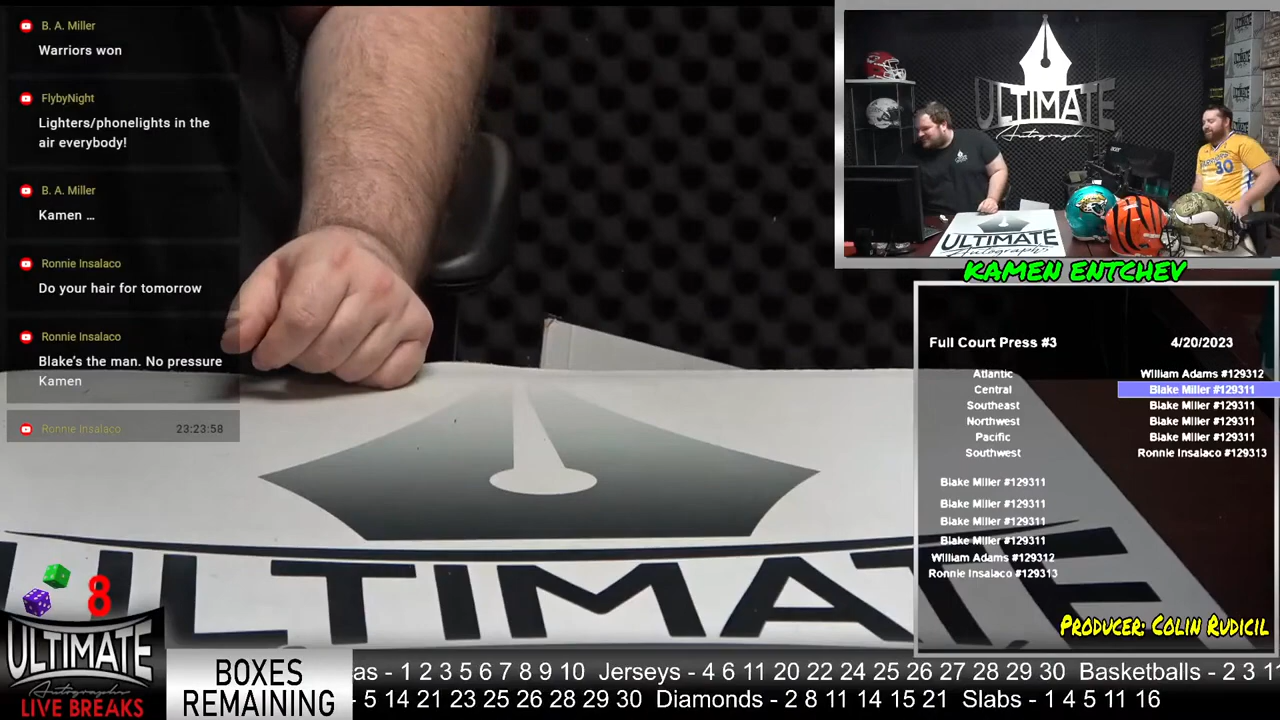 B. A. Miller
Warriors won
FlybyNight
Lighters/phonelights in the
air everybody!
B. A. Miller
Kamen ...
Ronnie Insalaco
Do your hair for tomorrow
Ronnie Insalaco
Blake's the man. No pressure
Kamen
Ronnie Insalaco 23:23:58
ULTIMATE
Autographs
30
ULTIMATE
Autographs
KAMEN ENTCHEV
Full Court Press #3 4/20/2023
Atlantic William Adams #129312
Central Blake Miller #129311
Southeast Blake Miller #129311
Northwest Blake Miller #129311
Pacific Blake Miller #129311
Southwest Ronnie Insalaco #129313
Blake Miller #129311
Blake Miller #129311
Blake Miller #129311
Blake Miller #129311
William Adams #129312
Ronnie Insalaco #129313
PRODUCER: COLIN RUDICIL
ULTIMATE
8
ULTIMATE
Autographs
LIVE BREAKS
BOXES
REMAINING
as - 1 2 3 5 6 7 8 9 10 Jerseys - 4 6 11 20 22 24 25 26 27 28 29 30 Basketballs - 2 3 1
- 5 14 21 23 25 26 28 29 30 Diamonds - 2 8 11 14 15 21 Slabs - 1 4 5 11 16